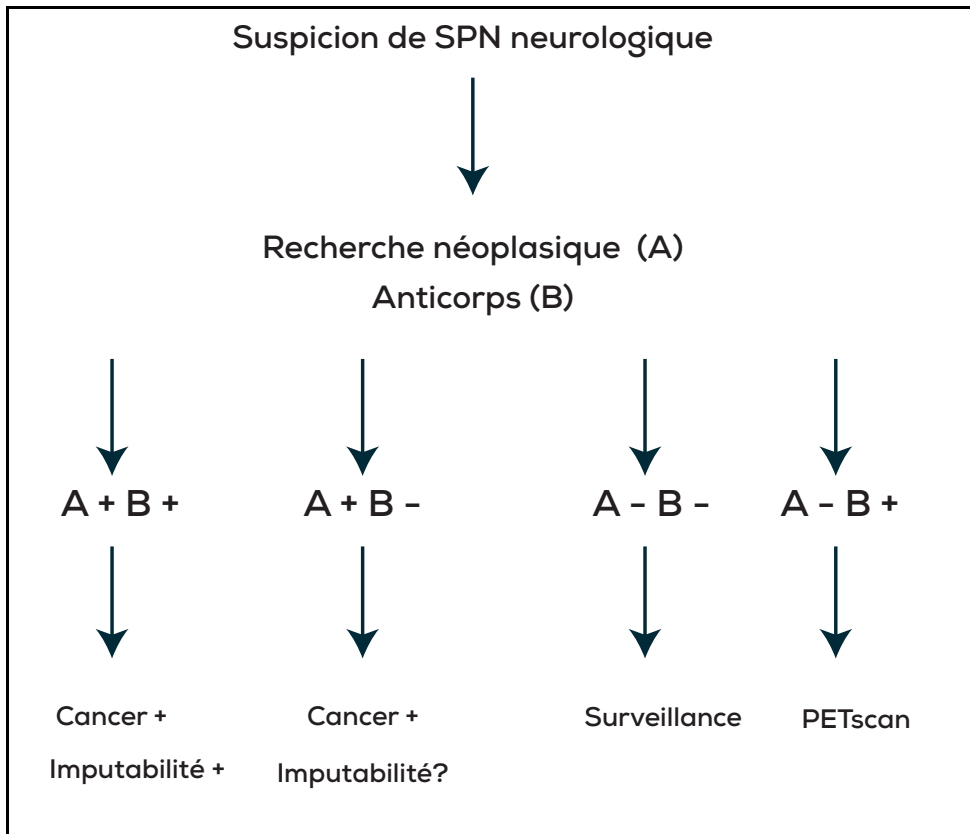 Suspicion de SPN neurologique
Recherche néoplasique (A)
Anticorps (B)
A + B +
A + B -
A - B -
A - B +
Cancer +
Imputabilité +
Cancer +
Imputabilité?
Surveillance
PETscan